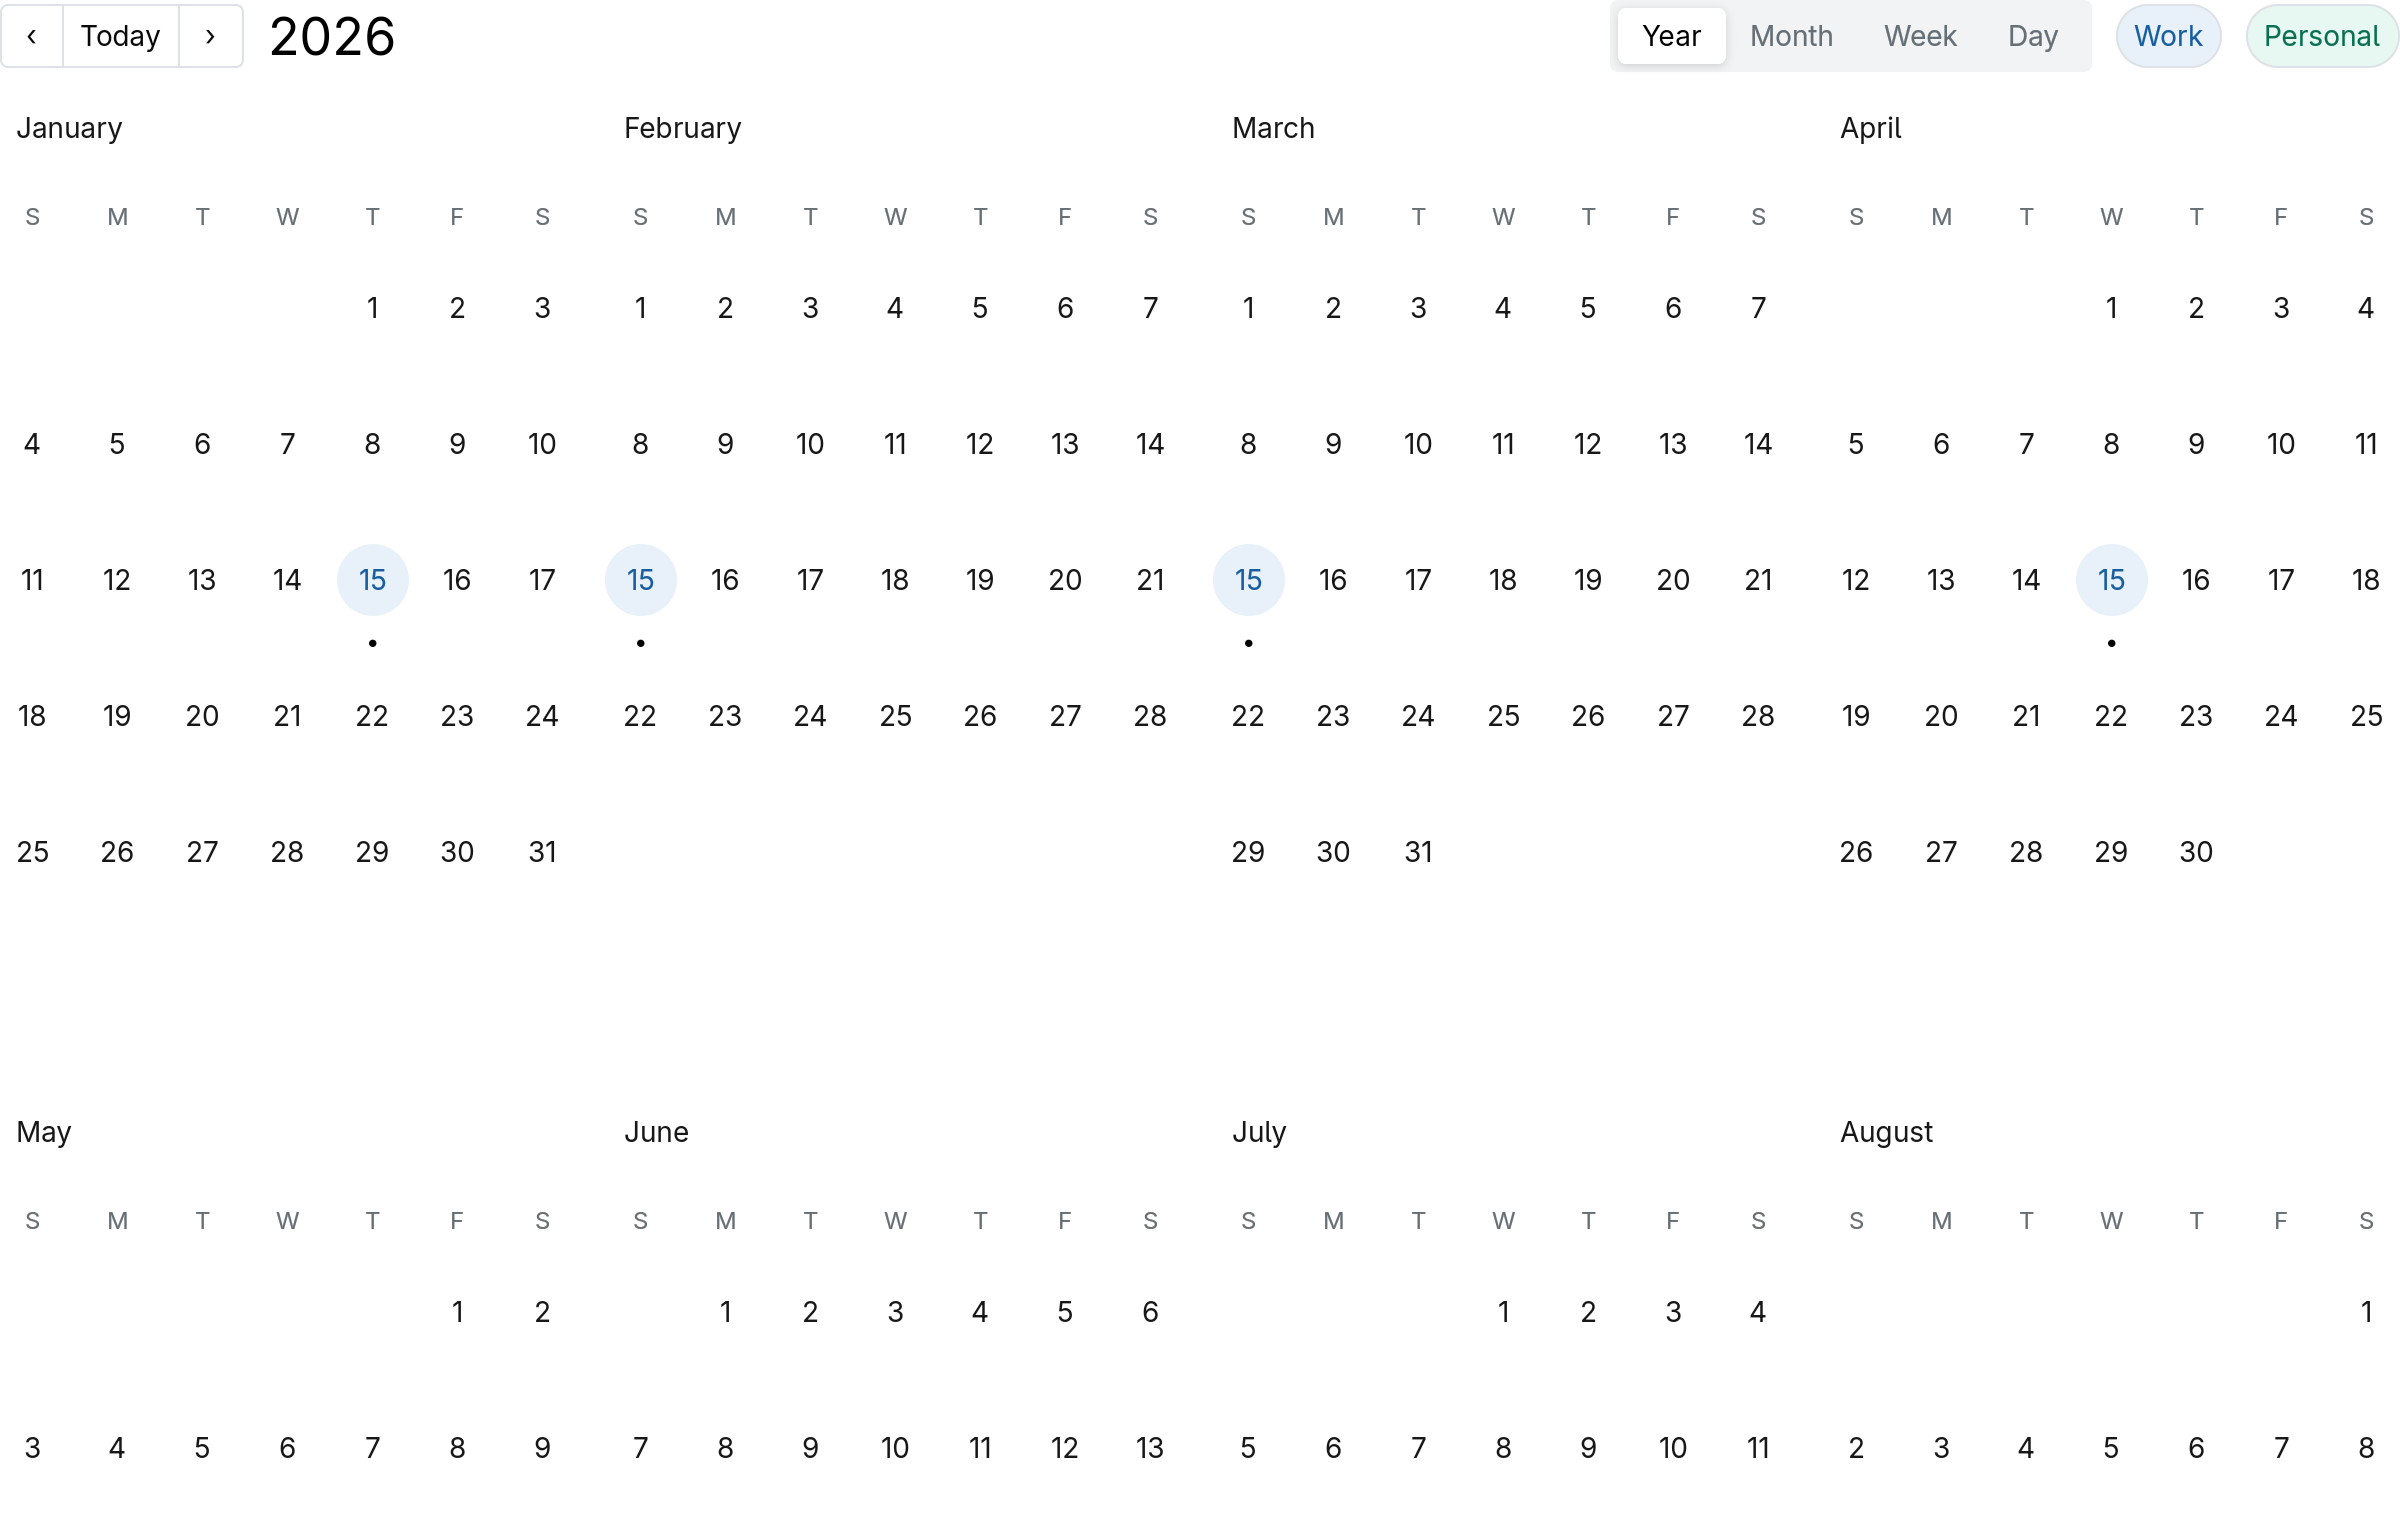 ‹ Today › 2026 Year Month Week Day Work Personal
January February March April
S M T W T F S S M T W T F S S M T W T F S S M T W T F S
1 2 3 1 2 3 4 5 6 7 1 2 3 4 5 6 7 1 2 3 4
4 5 6 7 8 9 10 8 9 10 11 12 13 14 8 9 10 11 12 13 14 5 6 7 8 9 10 11
11 12 13 14 15 16 17 15 16 17 18 19 20 21 15 16 17 18 19 20 21 12 13 14 15 16 17 18
• • • •
18 19 20 21 22 23 24 22 23 24 25 26 27 28 22 23 24 25 26 27 28 19 20 21 22 23 24 25
25 26 27 28 29 30 31 29 30 31 26 27 28 29 30
May June July August
S M T W T F S S M T W T F S S M T W T F S S M T W T F S
1 2 1 2 3 4 5 6 1 2 3 4 1
3 4 5 6 7 8 9 7 8 9 10 11 12 13 5 6 7 8 9 10 11 2 3 4 5 6 7 8